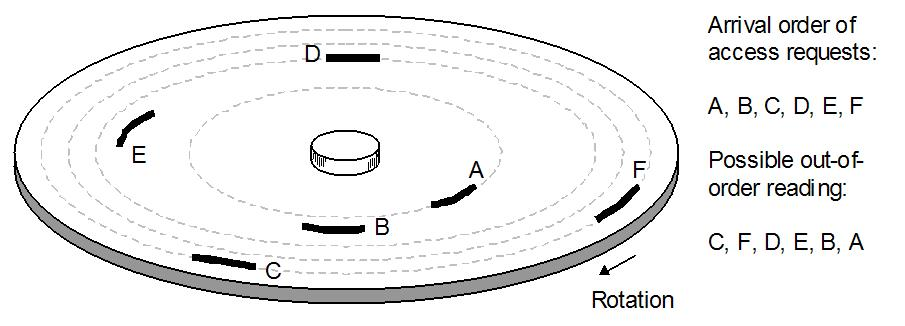 Arrival order of
access requests:
A, B, C, D, E, F
Possible out-of-
order reading:
C, F, D, E, B, A
D
E
A
F
B
C
Rotation